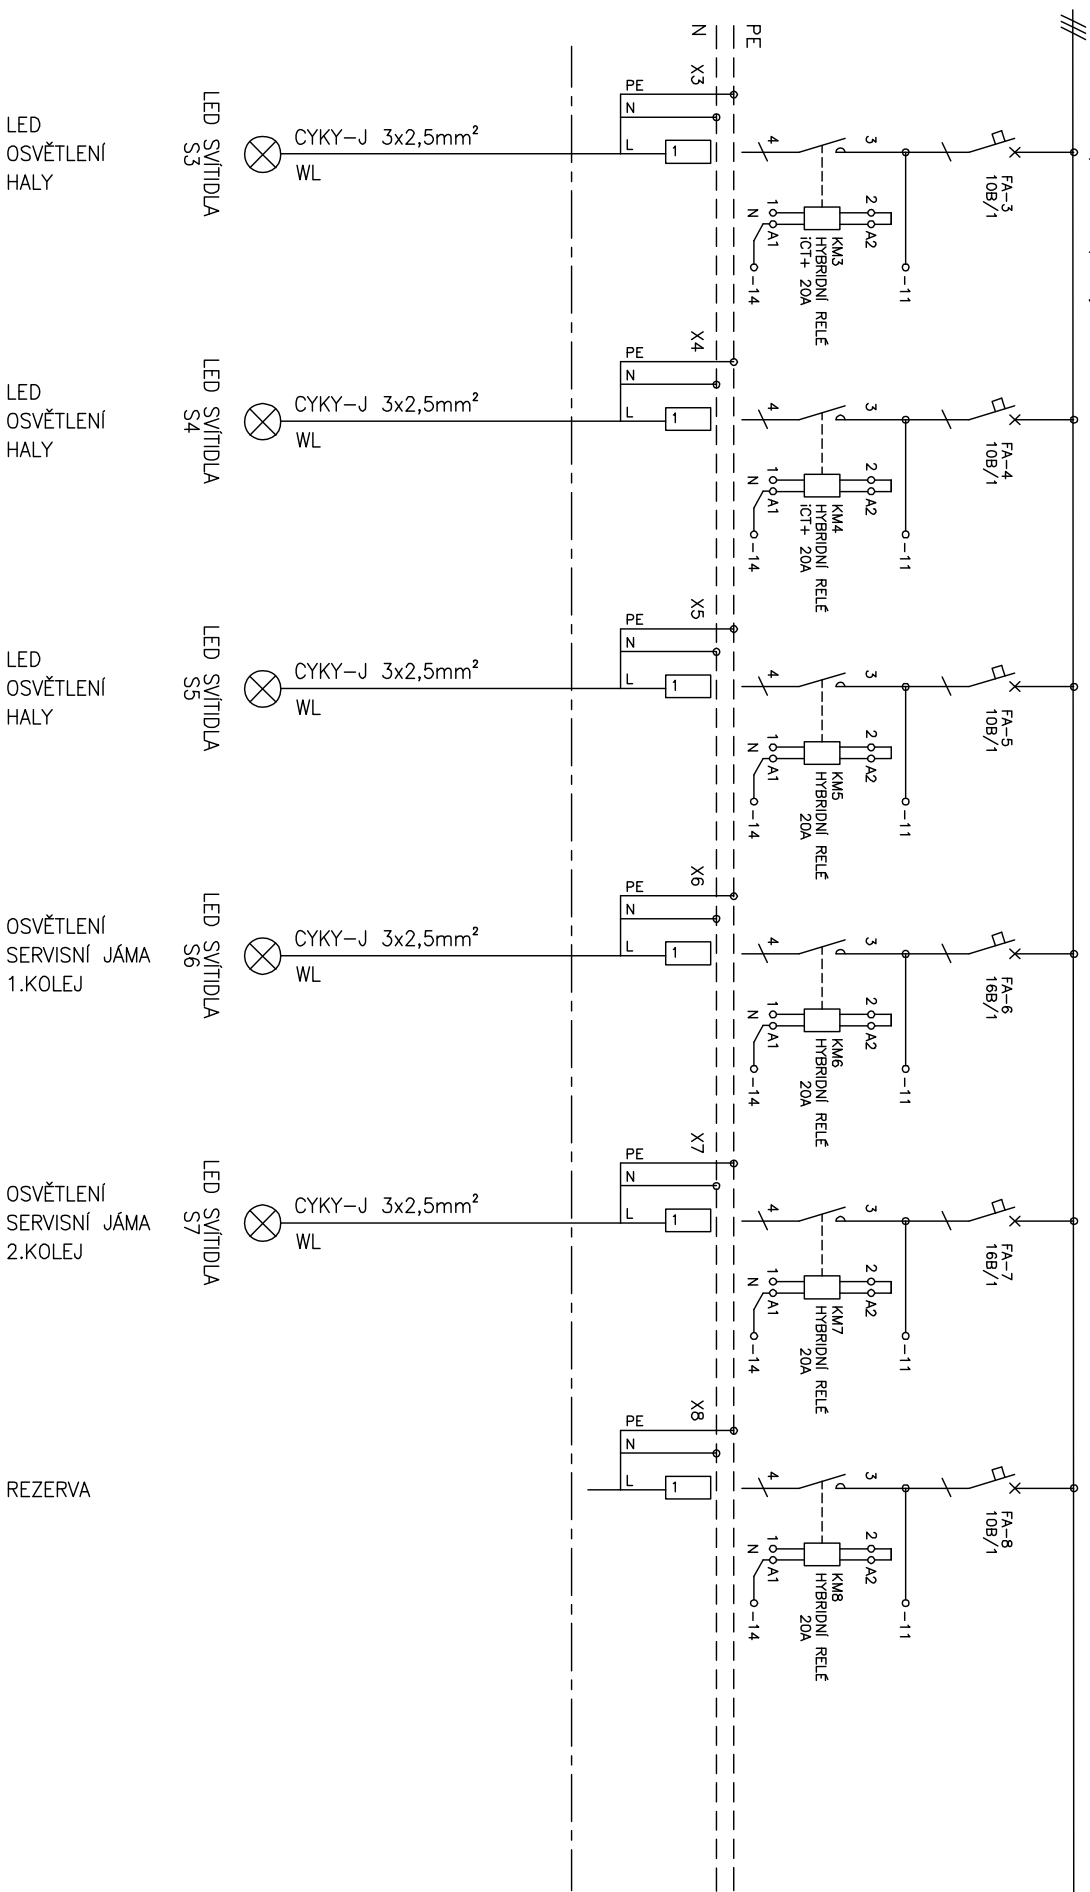 N
PE
X3
PE
N
L
1
4
3
FA-3
10B/1
1
N
A1
2
A2
KM3
HYBRIDNÍ RELÉ
iCT+ 20A
-14
-11
CYKY-J 3x2,5mm²
WL
LED SVÍTIDLA
S3
LED
OSVĚTLENÍ
HALY
X4
PE
N
L
1
4
3
FA-4
10B/1
1
N
A1
2
A2
KM4
HYBRIDNÍ RELÉ
iCT+ 20A
-14
-11
CYKY-J 3x2,5mm²
WL
LED SVÍTIDLA
S4
LED
OSVĚTLENÍ
HALY
X5
PE
N
L
1
4
3
FA-5
10B/1
1
N
A1
2
A2
KM5
HYBRIDNÍ RELÉ
20A
-14
-11
CYKY-J 3x2,5mm²
WL
LED SVÍTIDLA
S5
LED
OSVĚTLENÍ
HALY
X6
PE
N
L
1
4
3
FA-6
16B/1
1
N
A1
2
A2
KM6
HYBRIDNÍ RELÉ
20A
-14
-11
CYKY-J 3x2,5mm²
WL
LED SVÍTIDLA
S6
OSVĚTLENÍ
SERVISNÍ JÁMA
1.KOLEJ
X7
PE
N
L
1
4
3
FA-7
16B/1
1
N
A1
2
A2
KM7
HYBRIDNÍ RELÉ
20A
-14
-11
CYKY-J 3x2,5mm²
WL
LED SVÍTIDLA
S7
OSVĚTLENÍ
SERVISNÍ JÁMA
2.KOLEJ
X8
PE
N
L
1
4
3
FA-8
10B/1
1
N
A1
2
A2
KM8
HYBRIDNÍ RELÉ
20A
-14
-11
REZERVA